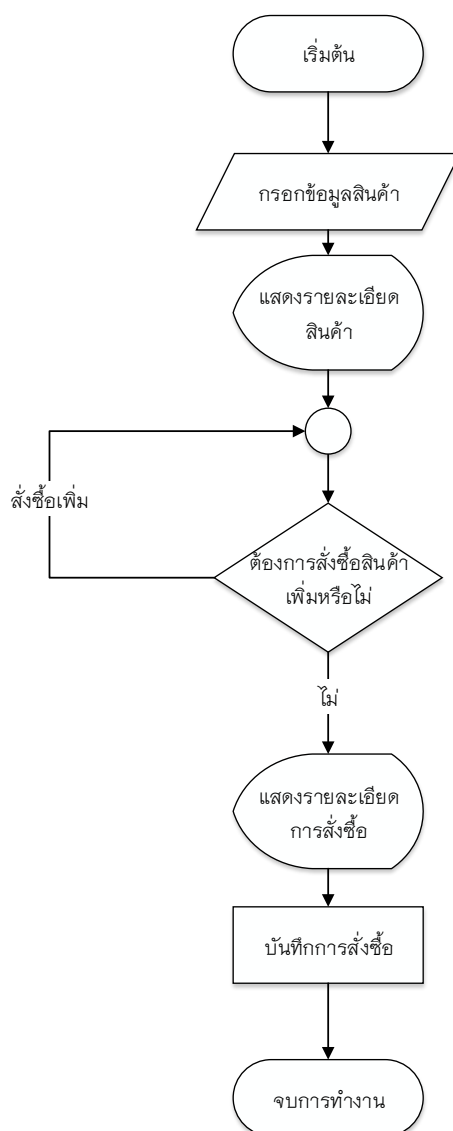 เริ่มต้น
กรอกข้อมูลสินค้า
แสดงรายละเอียด
สินค้า
สั่งซื้อเพิ่ม
ต้องการสั่งซื้อสินค้า
เพิ่มหรือไม่
ไม่
แสดงรายละเอียด
การสั่งซื้อ
บันทึกการสั่งซื้อ
จบการทำงาน